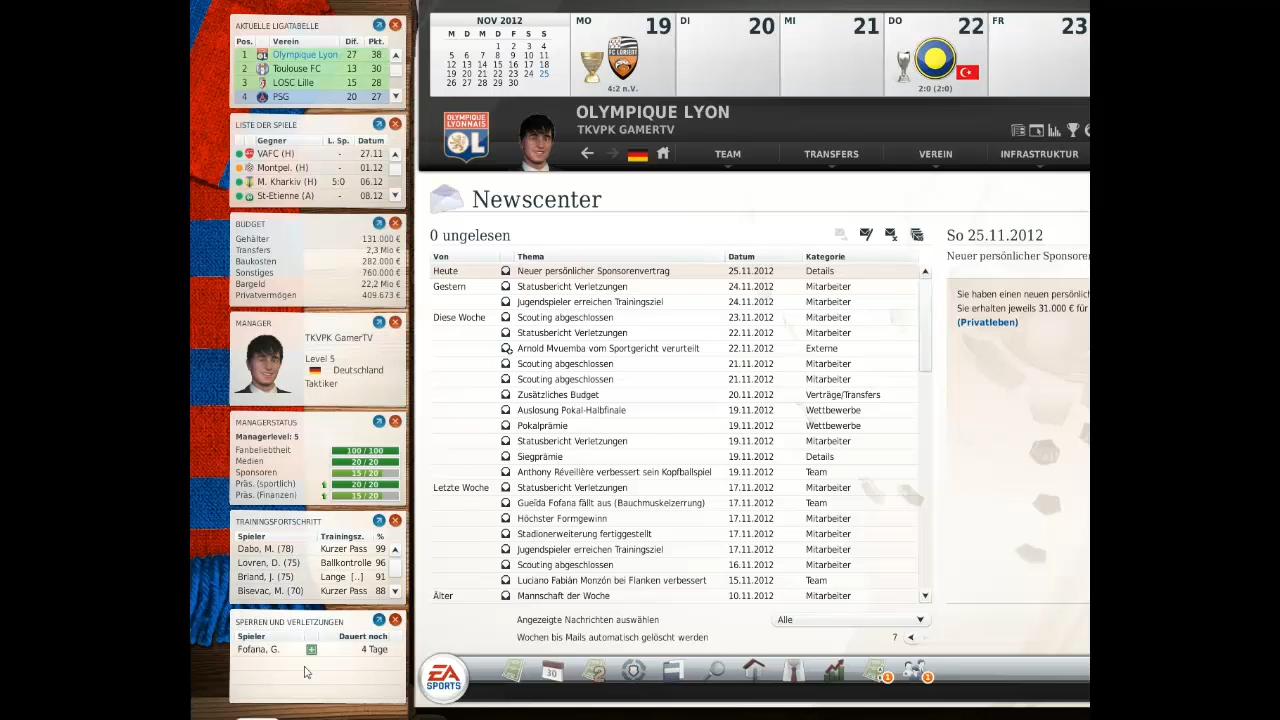 AKTUELLE LIGATABELLE
Pos. Verein Dif. Pkt.
1 Olympique Lyon 27 38
2 Toulouse FC 13 30
3 LOSC Lille 15 28
4 PSG 20 27
LISTE DER SPIELE
Gegner L. Sp. Datum
VAFC (H) - 27.11
Montpel. (H) - 01.12
M. Kharkiv (H) 5:0 06.12
St-Etienne (A) - 08.12
BUDGET
Gehälter 131.000 €
Transfers 2,3 Mio €
Baukosten 282.000 €
Sonstiges 760.000 €
Bargeld 22,2 Mio €
Privatvermögen 409.673 €
MANAGER
TKVPK GamerTV
Level 5
Deutschland
Taktiker
MANAGERSTATUS
Managerlevel: 5
Fanbeliebtheit 100 / 100
Medien 20 / 20
Sponsoren 15 / 20
Präs. (sportlich) 20 / 20
Präs. (Finanzen) 15 / 20
TRAININGSFORTSCHRITT
Spieler Trainingsz. %
Dabo, M. (78) Kurzer Pass 99
Lovren, D. (75) Ballkontrolle 96
Briand, J. (75) Lange [..] 91
Bisevac, M. (70) Kurzer Pass 88
SPERREN UND VERLETZUNGEN
Spieler Dauert noch
Fofana, G. 4 Tage
NOV 2012
M D M D F S S
1 2 3 4
5 6 7 8 9 10 11
12 13 14 15 16 17 18
19 20 21 22 23 24 25
26 27 28 29 30
MO 19
FC LORIENT
4:2 n.V.
DI 20
MI 21
DO 22
2:0 (2:0)
FR 23
OLYMPIQUE LYONNAIS
OL
OLYMPIQUE LYON
TKVPK GAMERTV
TEAM TRANSFERS VEREIN INFRASTRUKTUR
Newscenter
0 ungelesen
Von Thema Datum Kategorie
Heute Neuer persönlicher Sponsorenvertrag 25.11.2012 Details
Gestern Statusbericht Verletzungen 24.11.2012 Mitarbeiter
Jugendspieler erreichen Trainingsziel 24.11.2012 Mitarbeiter
Diese Woche Scouting abgeschlossen 23.11.2012 Mitarbeiter
Statusbericht Verletzungen 22.11.2012 Mitarbeiter
Arnold Mvuemba vom Sportgericht verurteilt 22.11.2012 Externe
Scouting abgeschlossen 21.11.2012 Mitarbeiter
Scouting abgeschlossen 21.11.2012 Mitarbeiter
Zusätzliches Budget 20.11.2012 Verträge/Transfers
Auslosung Pokal-Halbfinale 19.11.2012 Wettbewerbe
Pokalprämie 19.11.2012 Wettbewerbe
Statusbericht Verletzungen 19.11.2012 Mitarbeiter
Siegprämie 19.11.2012 Details
Anthony Réveillère verbessert sein Kopfballspiel 19.11.2012 Team
Letzte Woche Statusbericht Verletzungen 17.11.2012 Mitarbeiter
Gueïda Fofana fällt aus (Bauchmuskelzerrung) 17.11.2012 Team
Höchster Formgewinn 17.11.2012 Mitarbeiter
Stadionerweiterung fertiggestellt 17.11.2012 Mitarbeiter
Jugendspieler erreichen Trainingsziel 17.11.2012 Mitarbeiter
Scouting abgeschlossen 16.11.2012 Mitarbeiter
Luciano Fabián Monzón bei Flanken verbessert 15.11.2012 Team
Älter Mannschaft der Woche 10.11.2012 Mitarbeiter
Angezeigte Nachrichten auswählen Alle
Wochen bis Mails automatisch gelöscht werden 7
So 25.11.2012
Neuer persönlicher Sponsoren
Sie haben einen neuen persönlich
Sie erhalten jeweils 31.000 € für
(Privatleben)
EA SPORTS
30
2
1
1